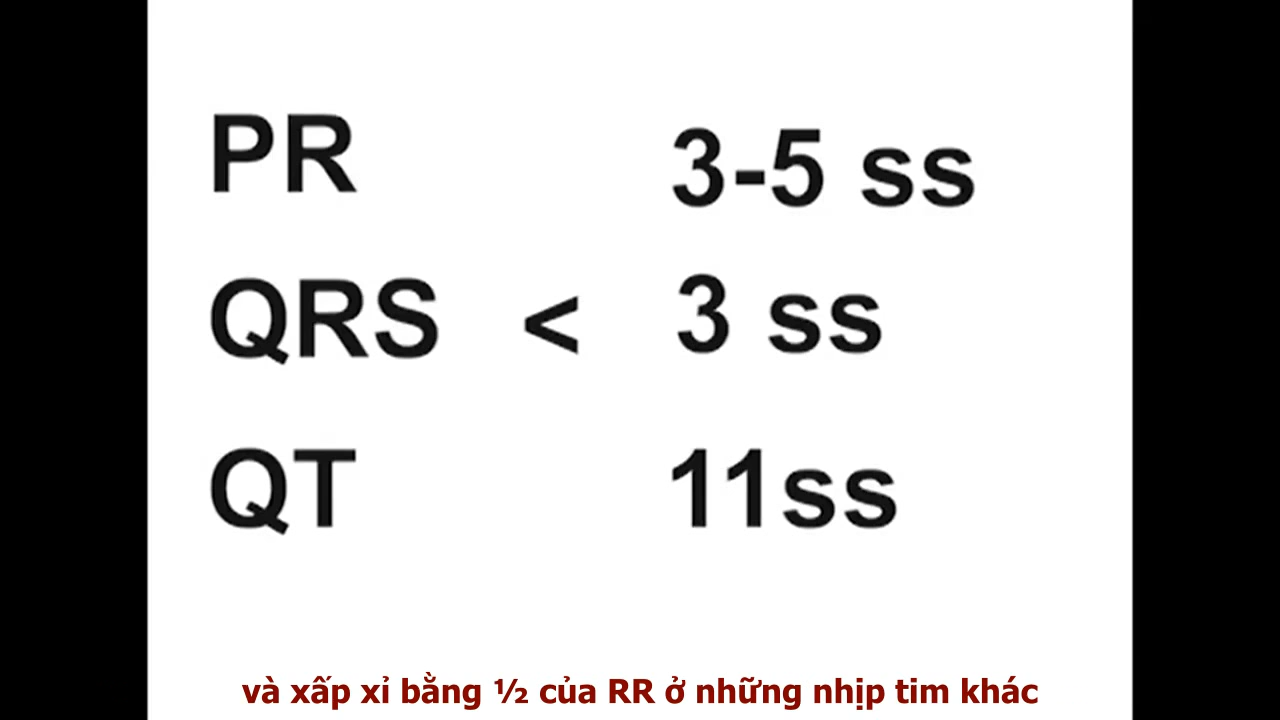 PR 3-5 ss
QRS < 3 ss
QT 11ss
và xấp xỉ bằng ½ của RR ở những nhịp tim khác